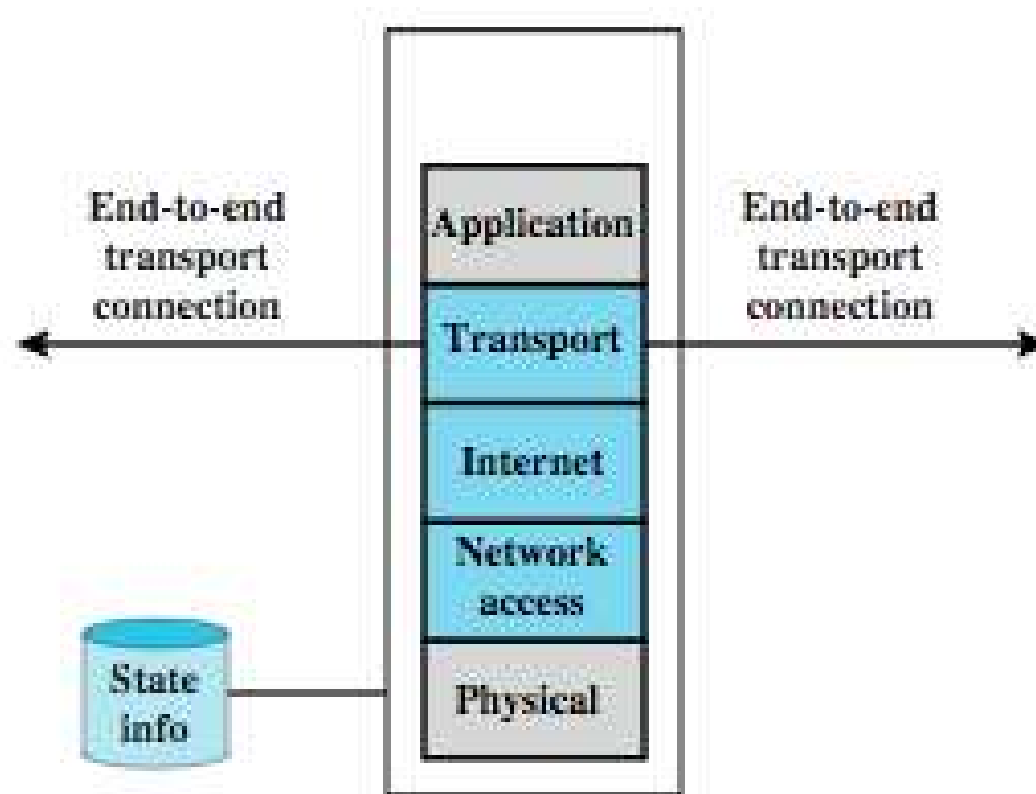 End-to-end
transport
connection
Application
Transport
Internet
Network
access
Physical
End-to-end
transport
connection
State
info